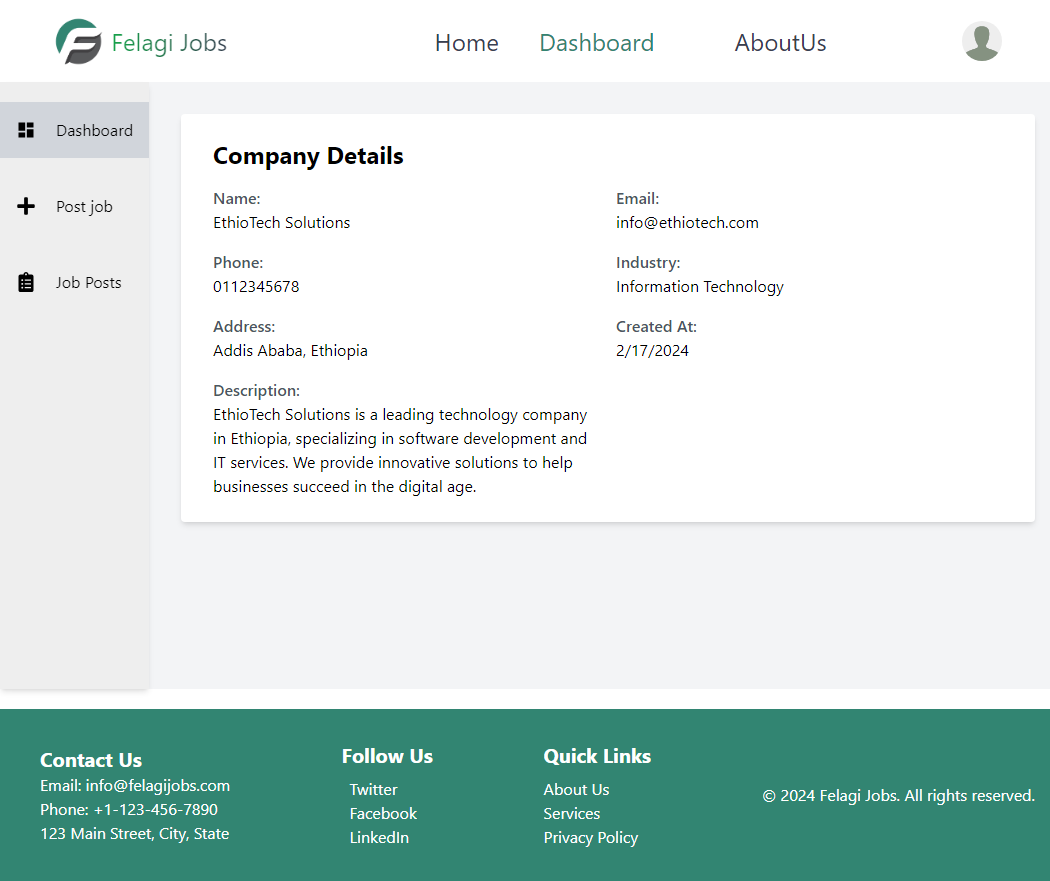 Felagi Jobs
Home
Dashboard
AboutUs
Dashboard
Post job
Job Posts
Company Details
Name:
EthioTech Solutions
Email:
info@ethiotech.com
Phone:
0112345678
Industry:
Information Technology
Address:
Addis Ababa, Ethiopia
Created At:
2/17/2024
Description:
EthioTech Solutions is a leading technology company
in Ethiopia, specializing in software development and
IT services. We provide innovative solutions to help
businesses succeed in the digital age.
Contact Us
Email: info@felagijobs.com
Phone: +1-123-456-7890
123 Main Street, City, State
Follow Us
Twitter
Facebook
LinkedIn
Quick Links
About Us
Services
Privacy Policy
© 2024 Felagi Jobs. All rights reserved.